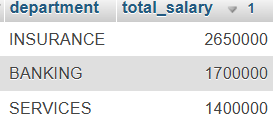 department total_salary 1
INSURANCE 2650000
BANKING 1700000
SERVICES 1400000